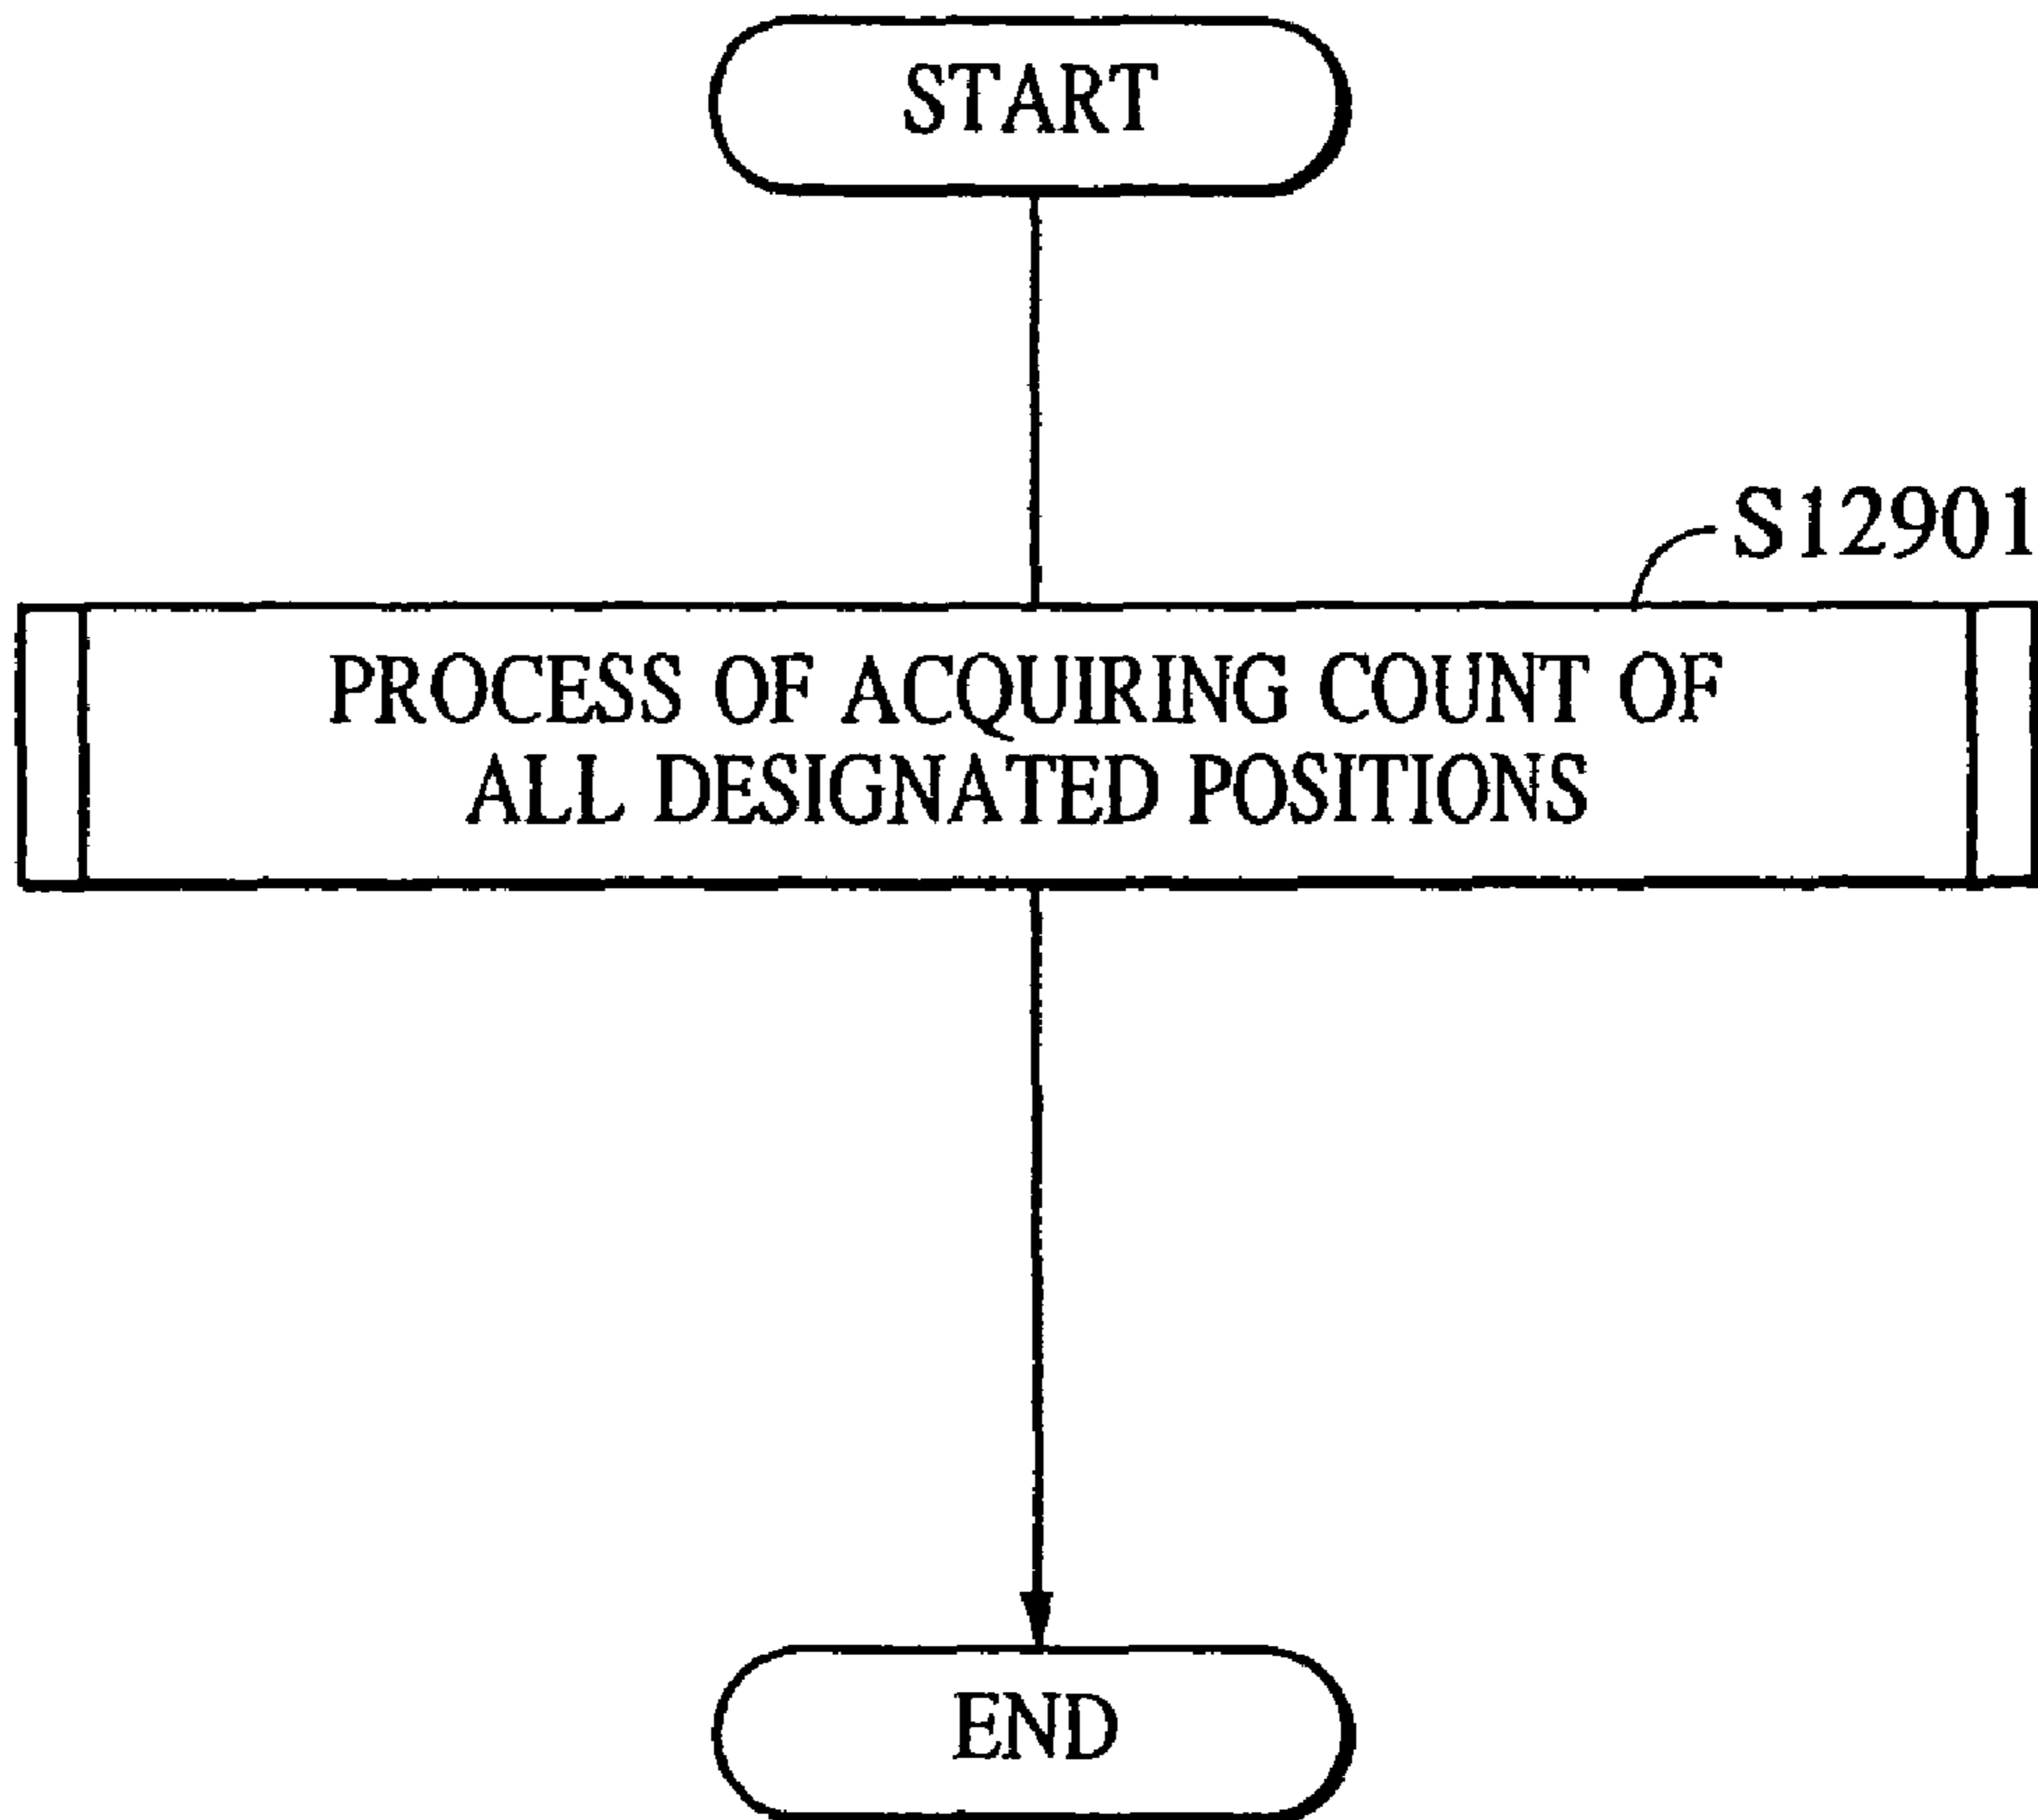 START
S12901
PROCESS OF ACQUIRING COUNT OF
ALL DESIGNATED POSITIONS
END